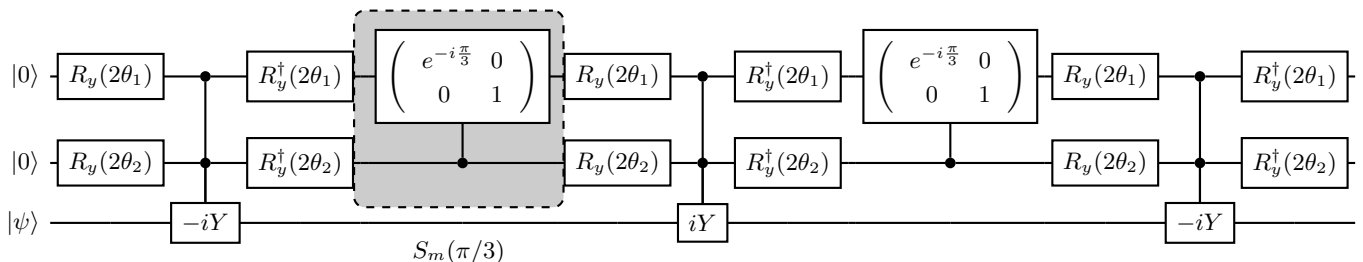 |0⟩ R_y(2θ_1) R_y^†(2θ_1) ( e^{-i\frac{π}{3}} 0 R_y(2θ_1) R_y^†(2θ_1) ( e^{-i\frac{π}{3}} 0 R_y(2θ_1) R_y^†(2θ_1)
0 1 ) 0 1 )
|0⟩ R_y(2θ_2) R_y^†(2θ_2) R_y(2θ_2) R_y^†(2θ_2) R_y(2θ_2) R_y^†(2θ_2)
|ψ⟩ -iY iY -iY
S_m(π/3)